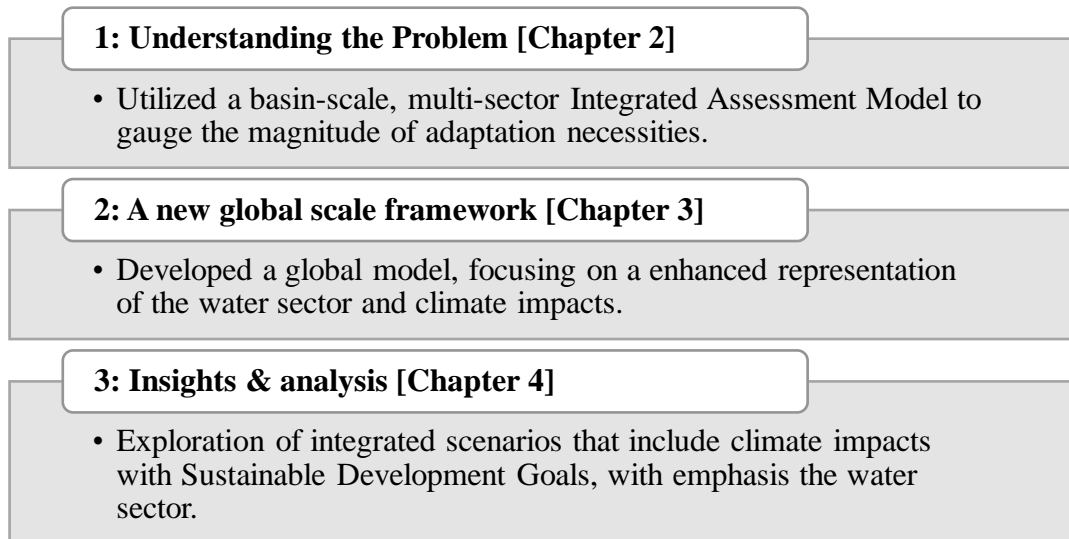 1: Understanding the Problem [Chapter 2]
• Utilized a basin-scale, multi-sector Integrated Assessment Model to
gauge the magnitude of adaptation necessities.
2: A new global scale framework [Chapter 3]
• Developed a global model, focusing on a enhanced representation
of the water sector and climate impacts.
3: Insights & analysis [Chapter 4]
• Exploration of integrated scenarios that include climate impacts
with Sustainable Development Goals, with emphasis the water
sector.